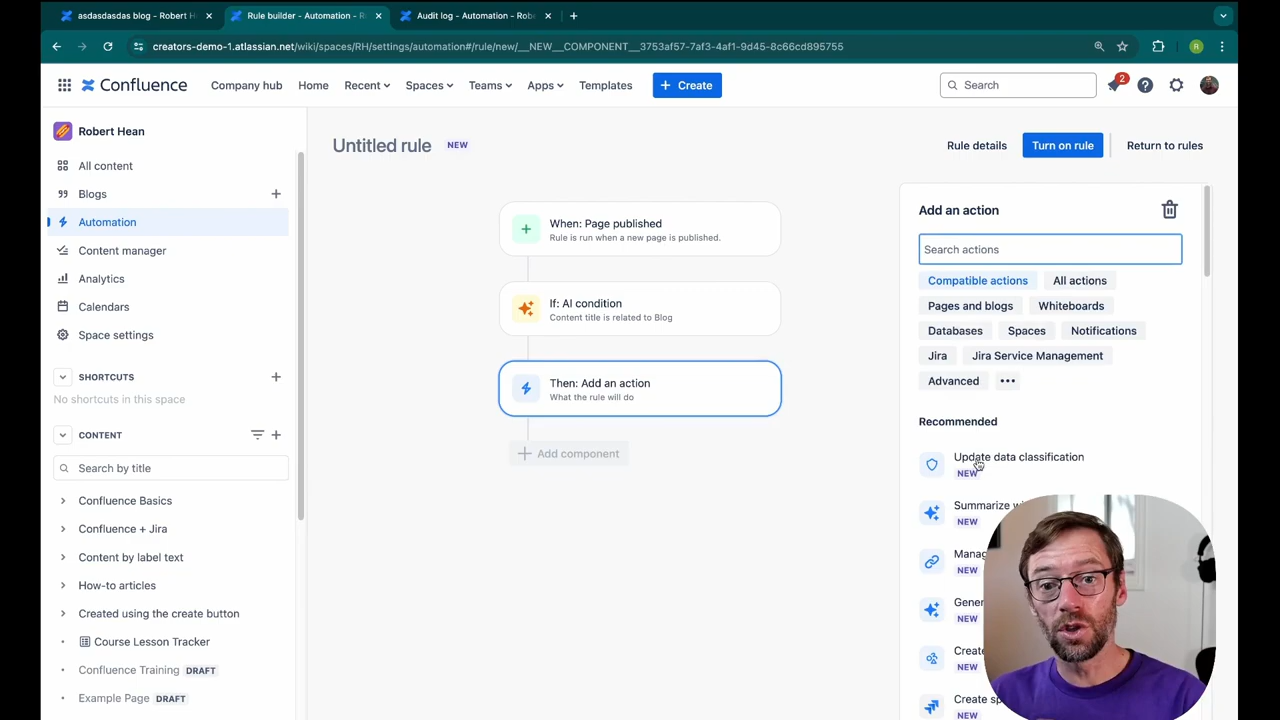 asdasdasdas blog - Robert H
Rule builder - Automation - R
Audit log - Automation - Rob
creators-demo-1.atlassian.net/wiki/spaces/RH/settings/automation#/rule/new/__NEW__COMPONENT__3753af57-7af3-4af1-9d45-8c66cd895755
R
Confluence
Company hub
Home
Recent
Spaces
Teams
Apps
Templates
+ Create
Search
2
Robert Hean
All content
Blogs
Automation
Content manager
Analytics
Calendars
Space settings
SHORTCUTS
No shortcuts in this space
CONTENT
Search by title
Confluence Basics
Confluence + Jira
Content by label text
How-to articles
Created using the create button
Course Lesson Tracker
Confluence Training DRAFT
Example Page DRAFT
Untitled rule NEW
Rule details
Turn on rule
Return to rules
When: Page published
Rule is run when a new page is published.
If: AI condition
Content title is related to Blog
Then: Add an action
What the rule will do
Add component
Add an action
Search actions
Compatible actions
All actions
Pages and blogs
Whiteboards
Databases
Spaces
Notifications
Jira
Jira Service Management
Advanced
Recommended
Update data classification
NEW
Summarize
NEW
Manag
NEW
Gener
NEW
Create
NEW
Create sp
NEW